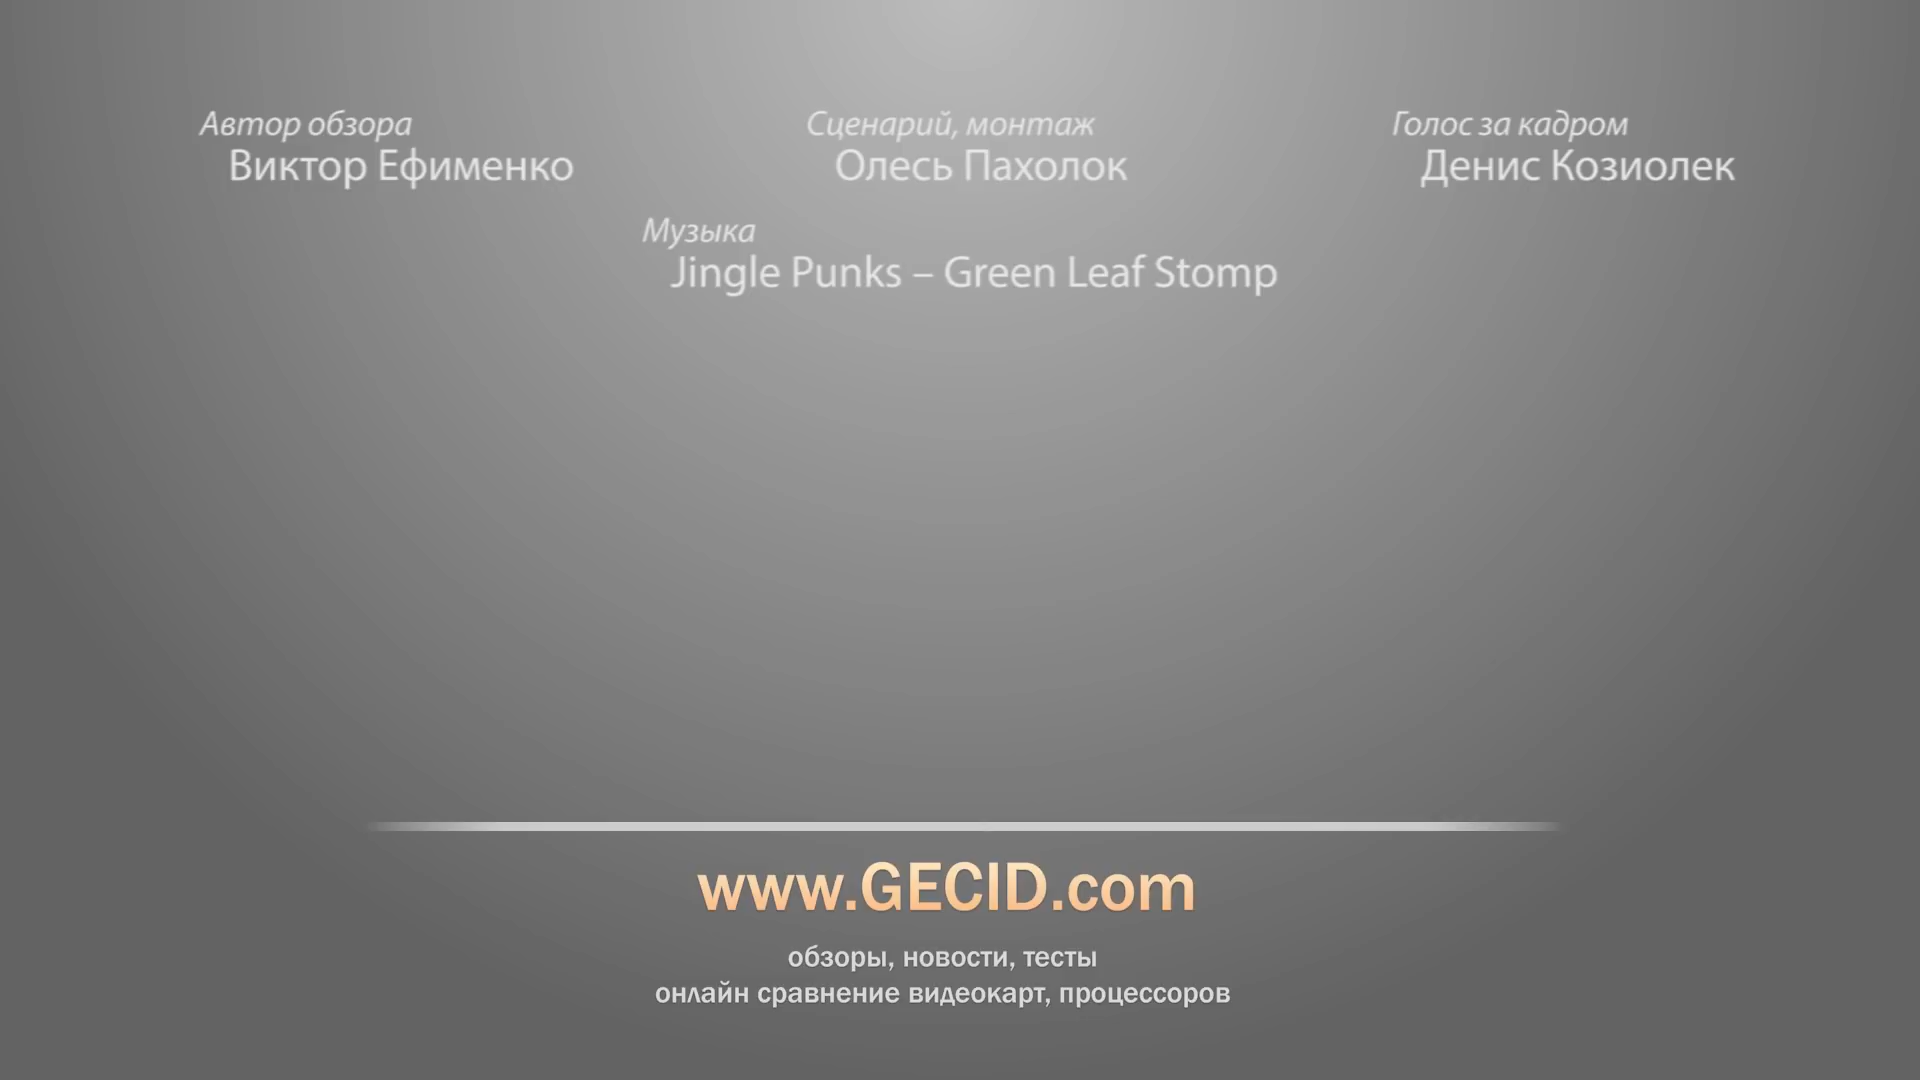 Автор обзора
Виктор Ефименко
Сценарий, монтаж
Олесь Пахолок
Голос за кадром
Денис Козиолек
Музыка
Jingle Punks – Green Leaf Stomp
www.GECID.com
обзоры, новости, тесты
онлайн сравнение видеокарт, процессоров